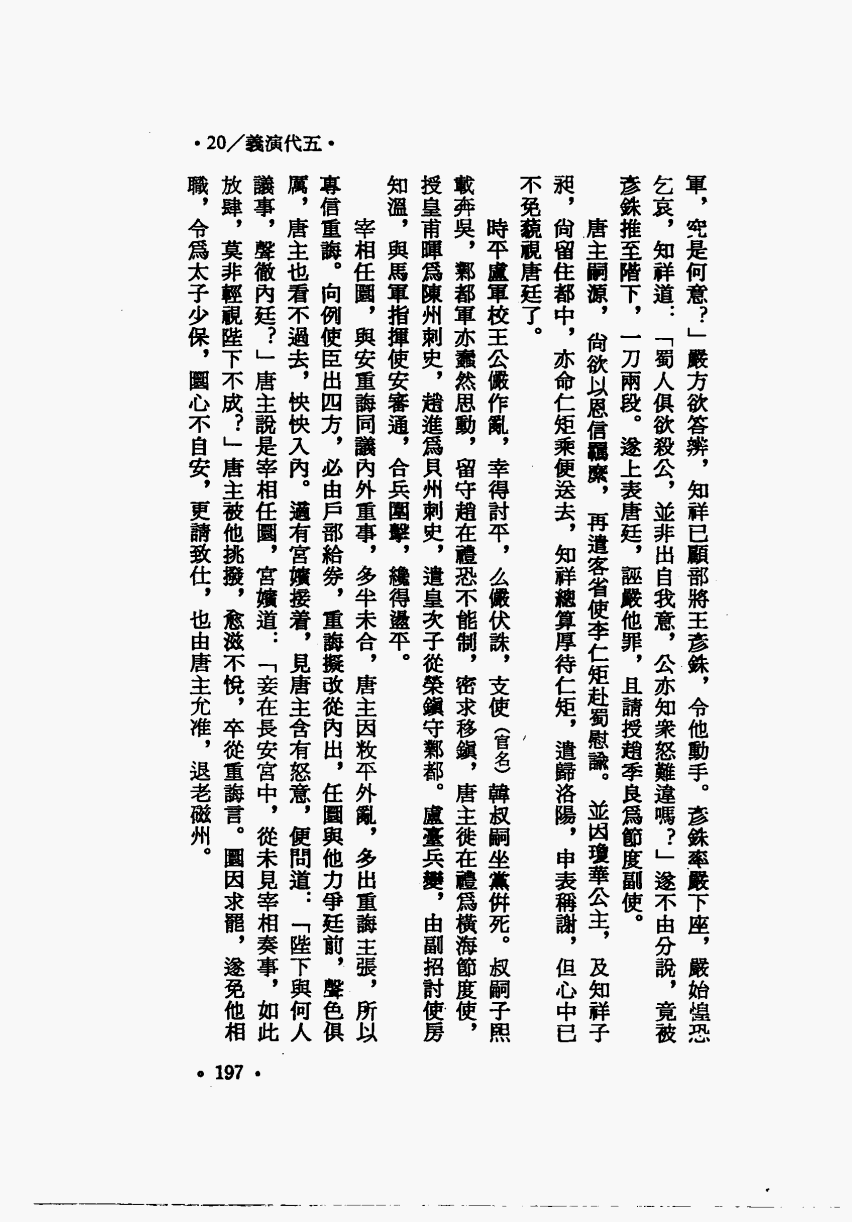 •20／義演代五•
軍，究是何意？」嚴方欲答辨，知祥已顧部將王彥銖，令他動手。彥銖率嚴下座，嚴始惶恐
乞哀，知祥道：「蜀人俱欲殺公，並非出自我意，公亦知衆怒難違嗎？」遂不由分說，竟被
彥銖推至階下，一刀兩段。遂上表唐廷，誣嚴他罪，且請授趙季良爲節度副使。
唐主嗣源，尙欲以恩信羈縻，再遣客省使李仁矩赴蜀慰諭。並因瓊華公主，及知祥子
昶，尙留住都中，亦命仁矩乘便送去，知祥總算厚待仁矩，遣歸洛陽，申表稱謝，但心中已
不免藐視唐廷了。
時平盧軍校王公儼作亂，幸得討平，么儼伏誅，支使（官名）韓叔嗣坐黨倂死。叔嗣子熙
載奔吳，鄴都軍亦蠢然思動，留守趙在禮恐不能制，密求移鎭，唐主徙在禮爲橫海節度使，
授皇甫暉爲陳州刺史，趙進爲貝州刺史，遣皇次子從榮鎭守鄴都。盧臺兵變，由副招討使房
知溫，與馬軍指揮使安審通，合兵圍擊，纔得盪平。
宰相任圜，與安重誨同議內外重事，多半未合，唐主因敉平外亂，多出重誨主張，所以
專信重誨。向例使臣出四方，必由戶部給券，重誨擬改從內出，任圜與他力爭廷前，聲色俱
厲，唐主也看不過去，怏怏入內。適有宮嬪接着，見唐主含有怒意，便問道：「陛下與何人
議事，聲徹內廷？」唐主說是宰相任圜，宮嬪道：「妾在長安宮中，從未見宰相奏事，如此
放肆，莫非輕視陛下不成？」唐主被他挑撥，愈滋不悅，卒從重誨言。圜因求罷，遂免他相
職，令爲太子少保，圜心不自安，更請致仕，也由唐主允准，退老磁州。
•197•